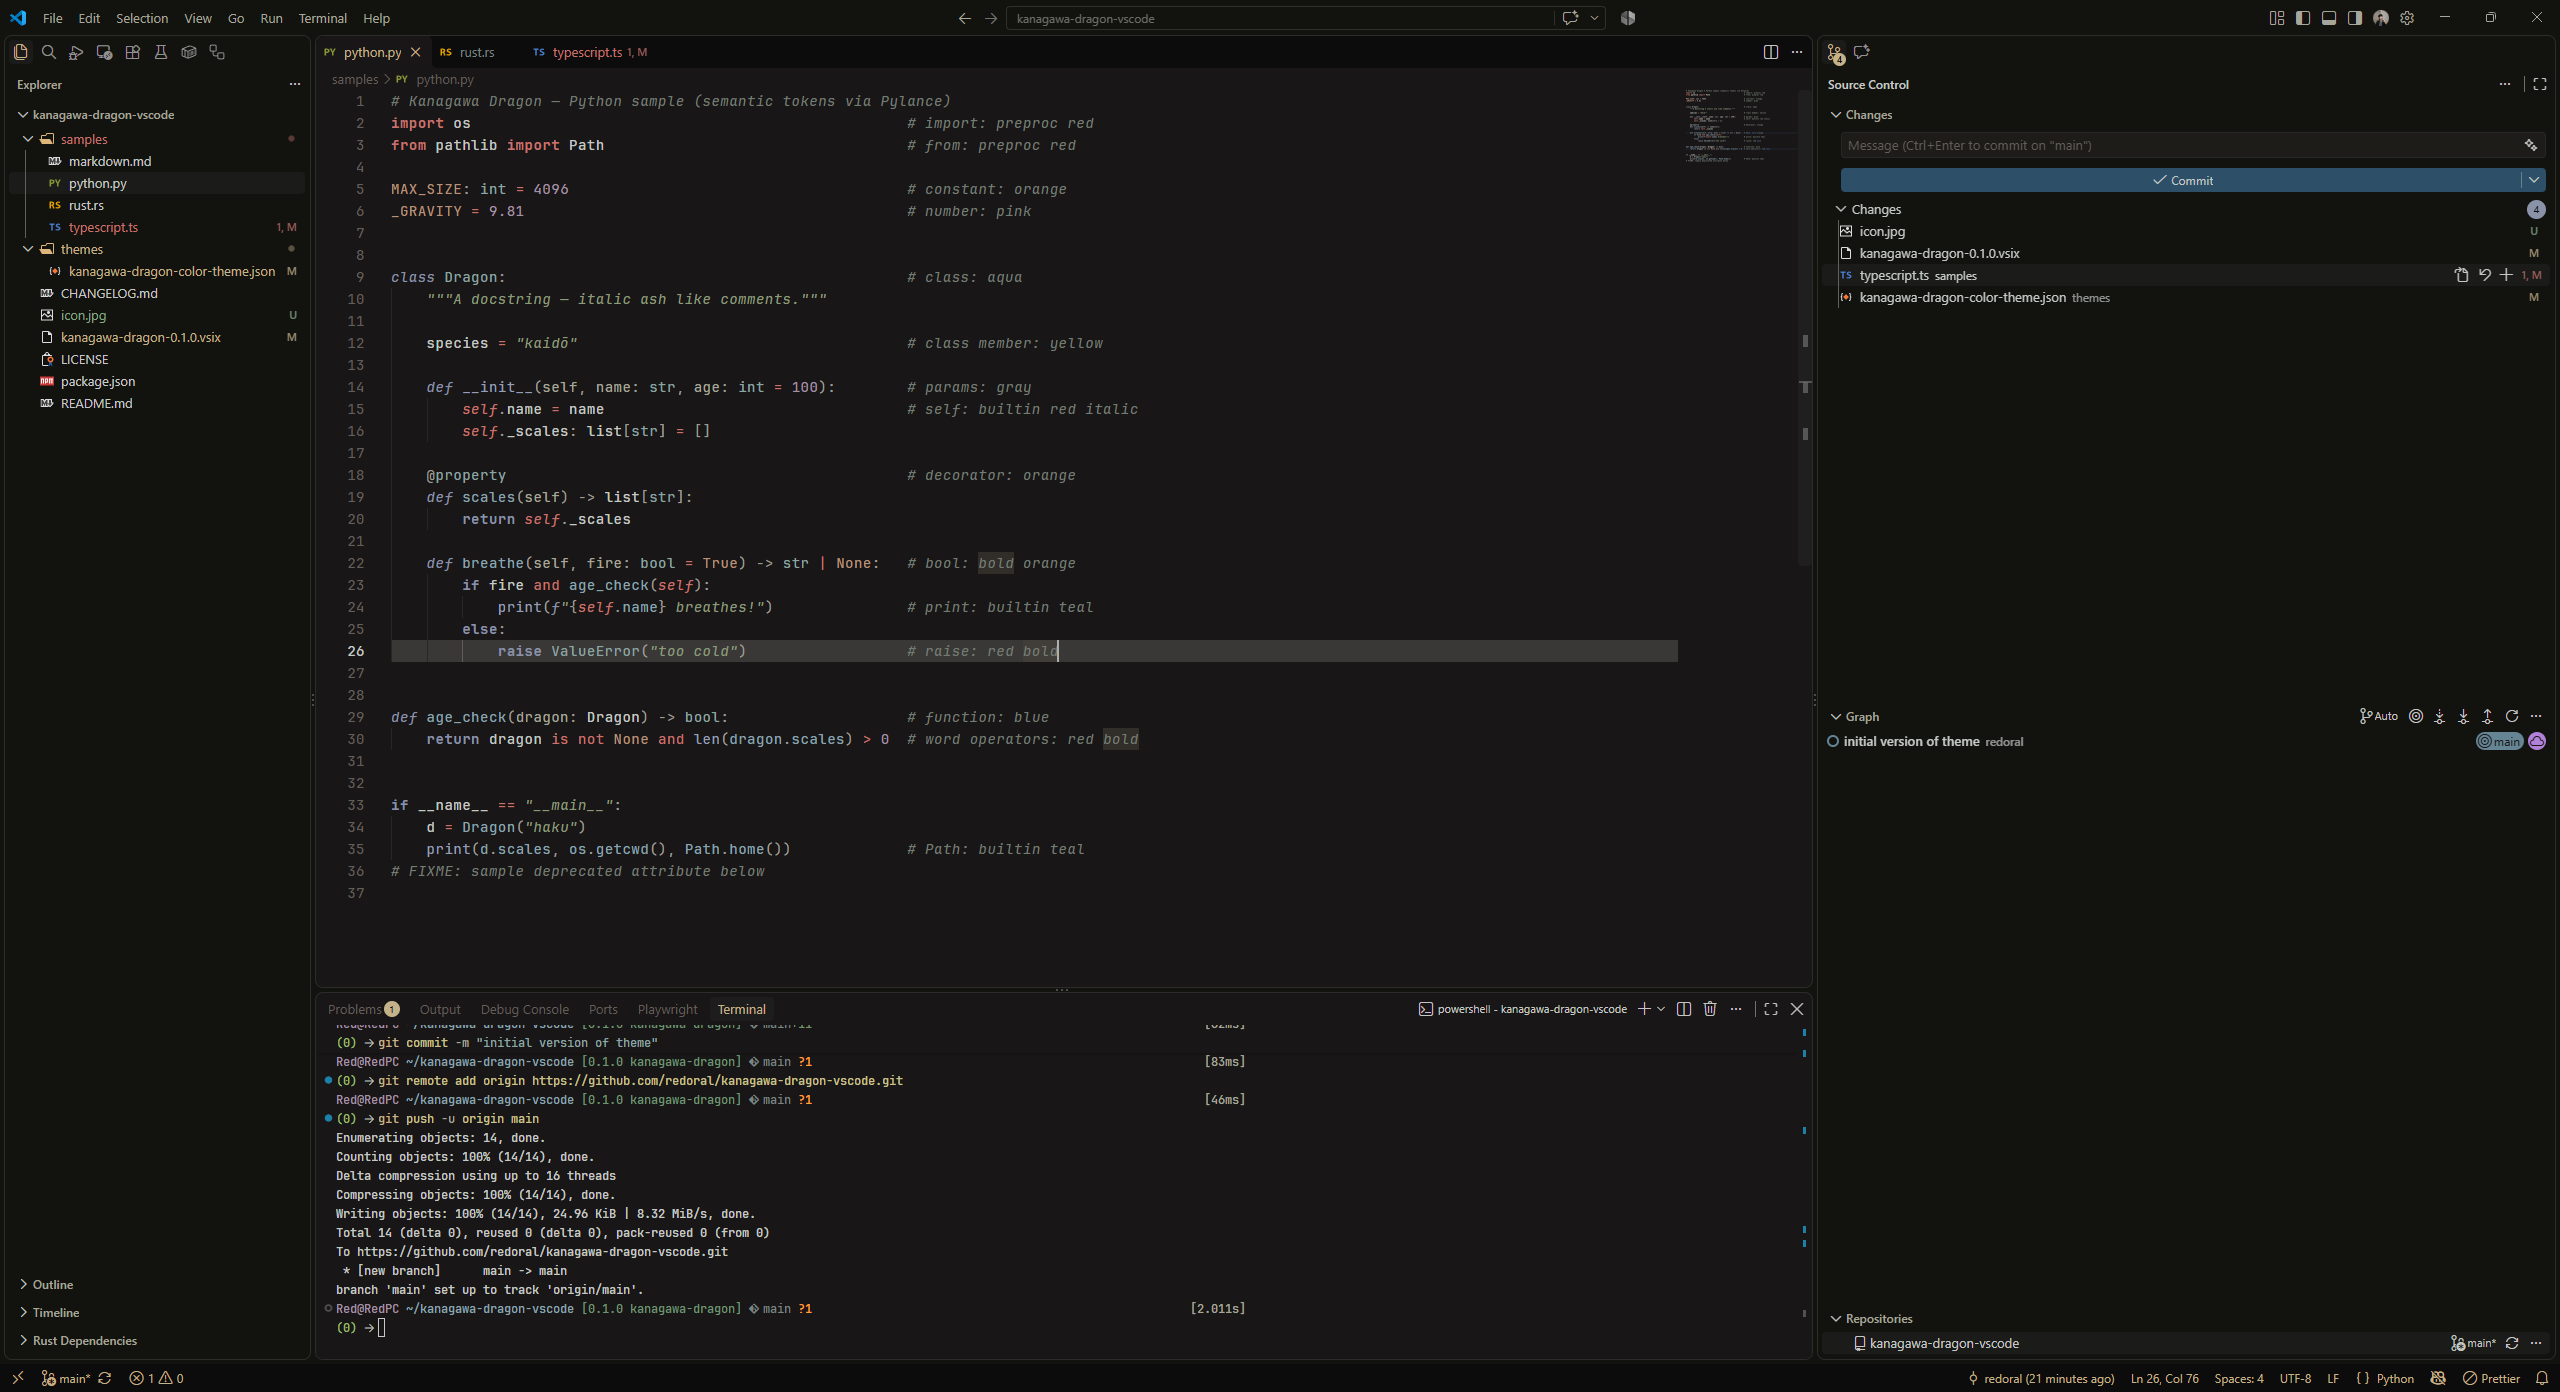 File Edit Selection View Go Run Terminal Help
kanagawa-dragon-vscode
Explorer
kanagawa-dragon-vscode
samples
markdown.md
python.py
rust.rs
typescript.ts 1, M
themes
kanagawa-dragon-color-theme.json M
CHANGELOG.md
icon.jpg U
kanagawa-dragon-0.1.0.vsix M
LICENSE
package.json
README.md
Outline
Timeline
Rust Dependencies
PY python.py RS rust.rs TS typescript.ts 1, M
samples > PY python.py
1 # Kanagawa Dragon — Python sample (semantic tokens via Pylance)
2 import os # import: preproc red
3 from pathlib import Path # from: preproc red
4
5 MAX_SIZE: int = 4096 # constant: orange
6 _GRAVITY = 9.81 # number: pink
7
8
9 class Dragon: # class: aqua
10 """A docstring — italic ash like comments."""
11
12 species = "kaidō" # class member: yellow
13
14 def __init__(self, name: str, age: int = 100): # params: gray
15 self.name = name # self: builtin red italic
16 self._scales: list[str] = []
17
18 @property # decorator: orange
19 def scales(self) -> list[str]:
20 return self._scales
21
22 def breathe(self, fire: bool = True) -> str | None: # bool: bold orange
23 if fire and age_check(self):
24 print(f"{self.name} breathes!") # print: builtin teal
25 else:
26 raise ValueError("too cold") # raise: red bold
27
28
29 def age_check(dragon: Dragon) -> bool: # function: blue
30 return dragon is not None and len(dragon.scales) > 0 # word operators: red bold
31
32
33 if __name__ == "__main__":
34 d = Dragon("haku")
35 print(d.scales, os.getcwd(), Path.home()) # Path: builtin teal
36 # FIXME: sample deprecated attribute below
37
Problems 1 Output Debug Console Ports Playwright Terminal
powershell - kanagawa-dragon-vscode
(0) → git commit -m "initial version of theme"
Red@RedPC ~/kanagawa-dragon-vscode [0.1.0 kanagawa-dragon] main ?1 [83ms]
(0) → git remote add origin https://github.com/redoral/kanagawa-dragon-vscode.git
Red@RedPC ~/kanagawa-dragon-vscode [0.1.0 kanagawa-dragon] main ?1 [46ms]
(0) → git push -u origin main
Enumerating objects: 14, done.
Counting objects: 100% (14/14), done.
Delta compression using up to 16 threads
Compressing objects: 100% (14/14), done.
Writing objects: 100% (14/14), 24.96 KiB | 8.32 MiB/s, done.
Total 14 (delta 0), reused 0 (delta 0), pack-reused 0 (from 0)
To https://github.com/redoral/kanagawa-dragon-vscode.git
* [new branch] main -> main
branch 'main' set up to track 'origin/main'.
Red@RedPC ~/kanagawa-dragon-vscode [0.1.0 kanagawa-dragon] main ?1 [2.011s]
(0) →
4
Source Control
Changes
Message (Ctrl+Enter to commit on "main")
Commit
Changes 4
icon.jpg U
kanagawa-dragon-0.1.0.vsix M
TS typescript.ts samples 1, M
kanagawa-dragon-color-theme.json themes M
Graph Auto
initial version of theme redoral main
Repositories
kanagawa-dragon-vscode main*
main* 1 0
redoral (21 minutes ago) Ln 26, Col 76 Spaces: 4 UTF-8 LF { } Python Prettier